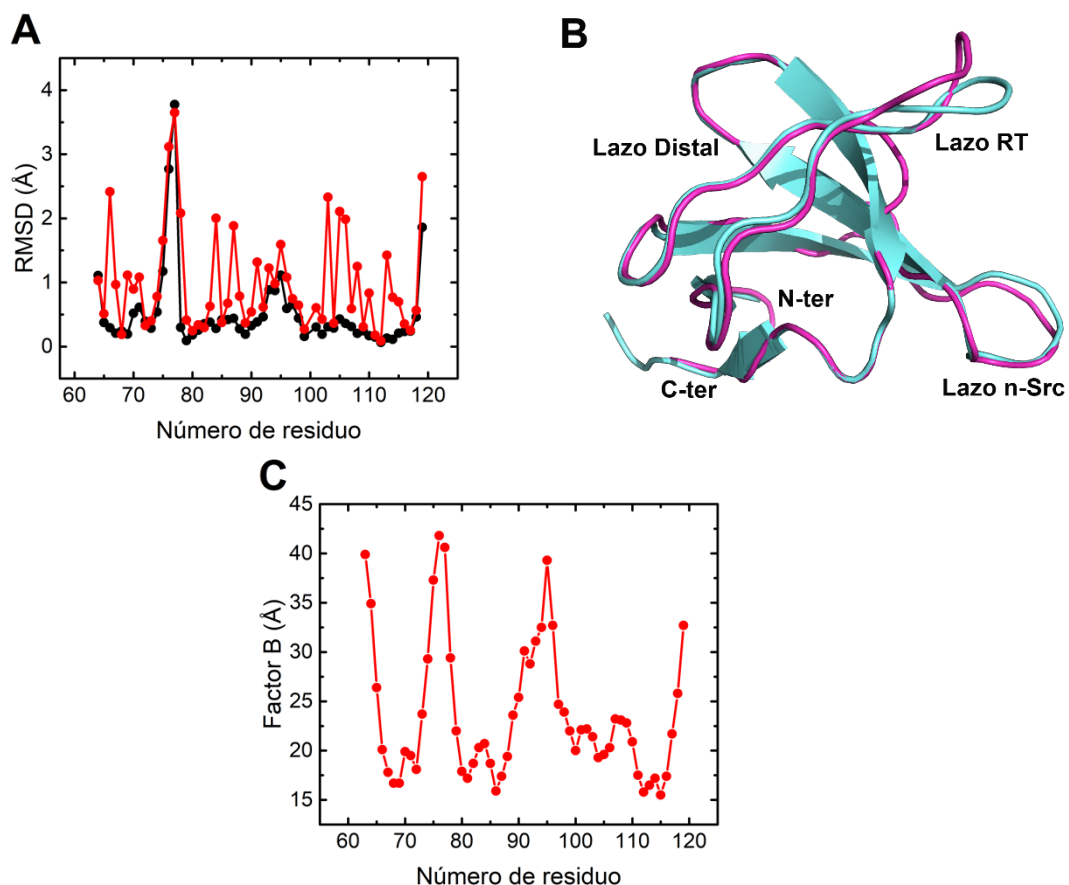 A
RMSD (Å)
4
3
2
1
0
60 70 80 90 100 110 120
Número de residuo
B
Lazo Distal
Lazo RT
N-ter
C-ter
Lazo n-Src
C
Factor B (Å)
45
40
35
30
25
20
15
60 70 80 90 100 110 120
Número de residuo